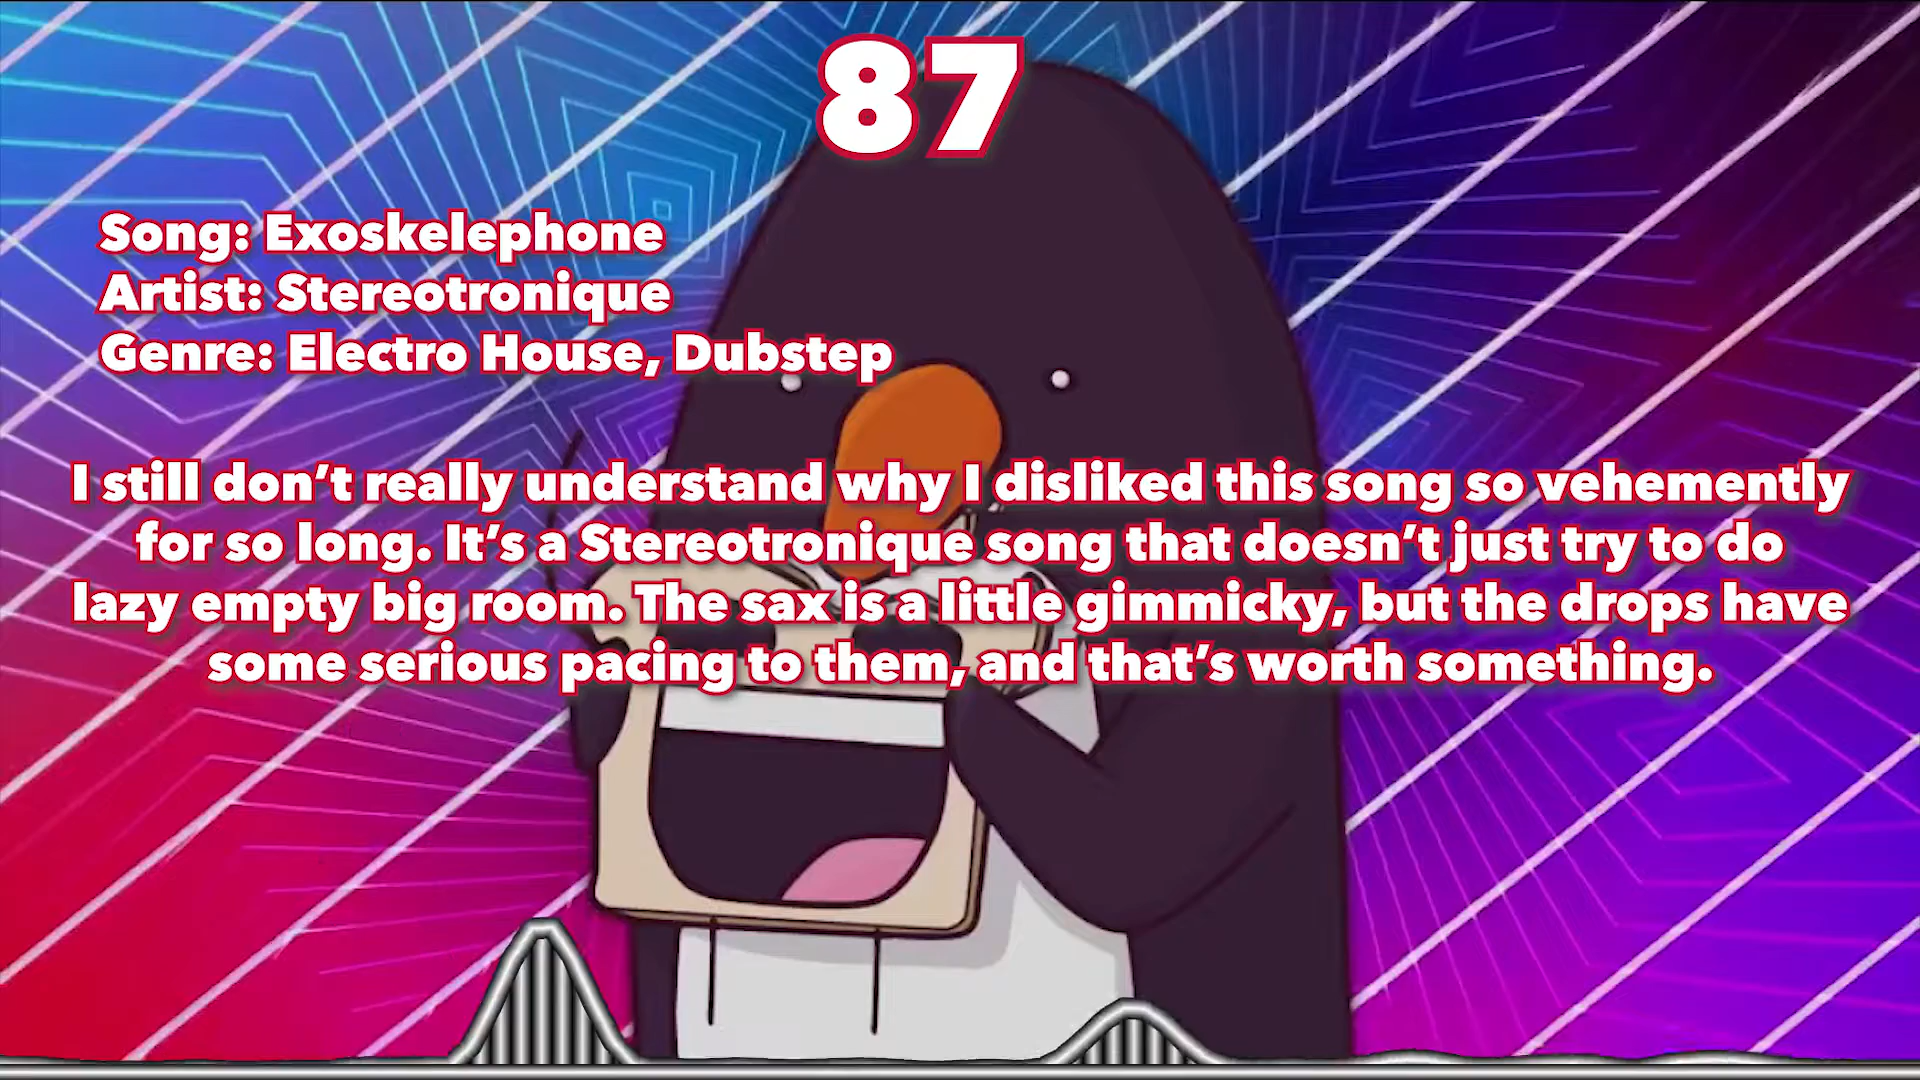 87
Song: Exoskelephone
Artist: Stereotronique
Genre: Electro House, Dubstep
I still don’t really understand why I disliked this song so vehemently
for so long. It’s a Stereotronique song that doesn’t just try to do
lazy empty big room. The sax is a little gimmicky, but the drops have
some serious pacing to them, and that’s worth something.